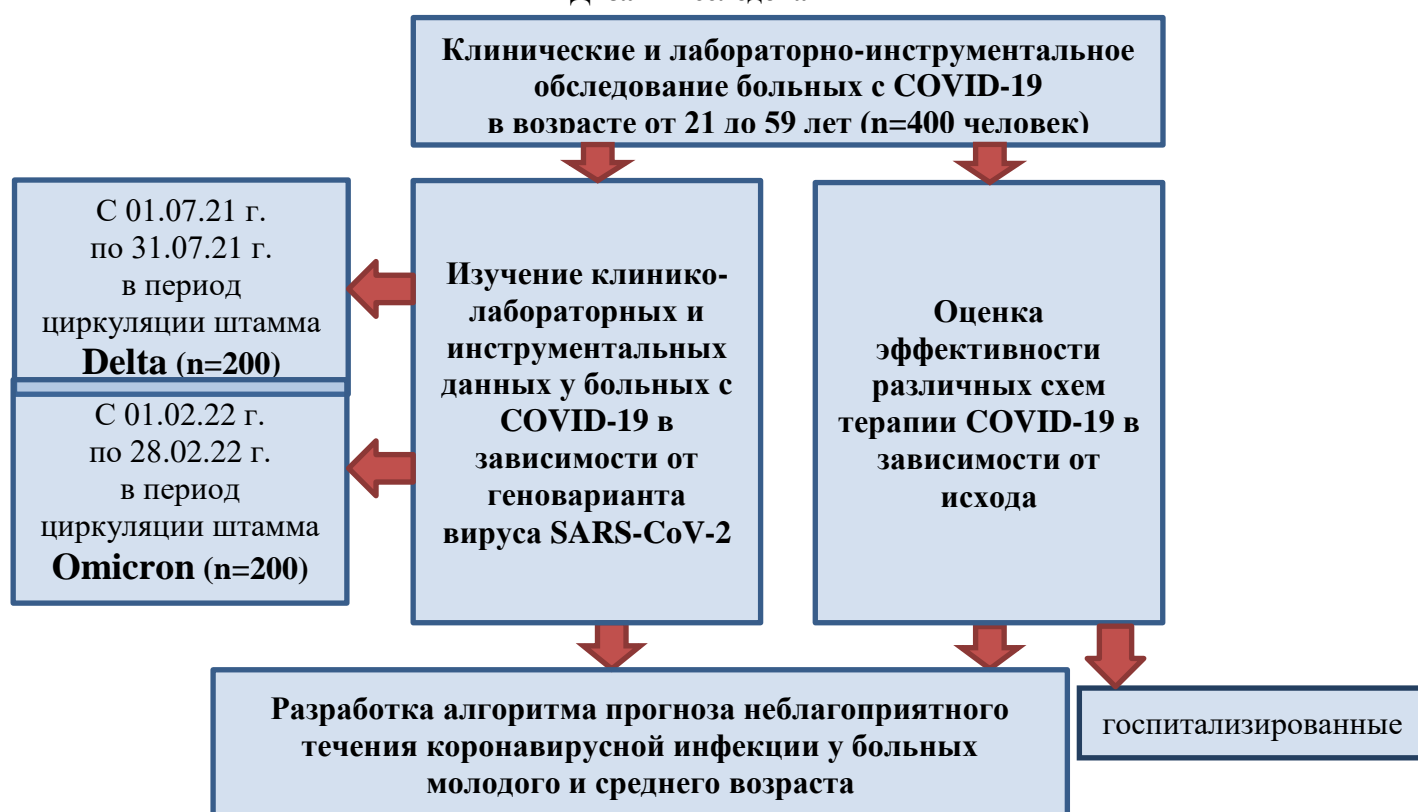 Клинические и лабораторно-инструментальное
обследование больных с COVID-19
в возрасте от 21 до 59 лет (n=400 человек)
С 01.07.21 г.
по 31.07.21 г.
в период
циркуляции штамма
Delta (n=200)
С 01.02.22 г.
по 28.02.22 г.
в период
циркуляции штамма
Omicron (n=200)
Изучение клинико-
лабораторных и
инструментальных
данных у больных с
COVID-19 в
зависимости от
геноварианта
вируса SARS-CoV-2
Оценка
эффективности
различных схем
терапии COVID-19 в
зависимости от
исхода
Разработка алгоритма прогноза неблагоприятного
течения коронавирусной инфекции у больных
молодого и среднего возраста
госпитализированные